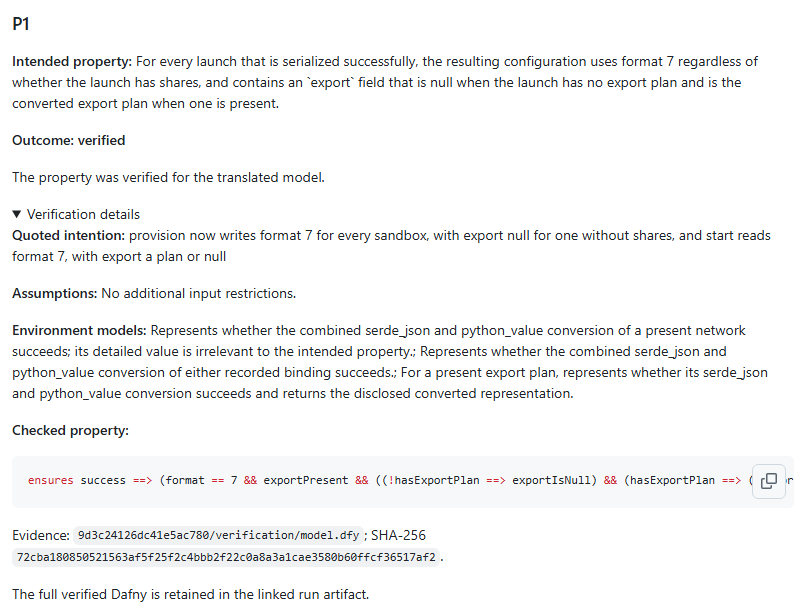 P1
Intended property: For every launch that is serialized successfully, the resulting configuration uses format 7 regardless of
whether the launch has shares, and contains an `export` field that is null when the launch has no export plan and is the
converted export plan when one is present.
Outcome: verified
The property was verified for the translated model.
▼ Verification details
Quoted intention: provision now writes format 7 for every sandbox, with export null for one without shares, and start reads
format 7, with export a plan or null
Assumptions: No additional input restrictions.
Environment models: Represents whether the combined serde_json and python_value conversion of a present network
succeeds; its detailed value is irrelevant to the intended property.; Represents whether the combined serde_json and
python_value conversion of either recorded binding succeeds.; For a present export plan, represents whether its serde_json
and python_value conversion succeeds and returns the disclosed converted representation.
Checked property:
ensures success ==> (format == 7 && exportPresent && ((!hasExportPlan ==> exportIsNull) && (hasExportPlan ==> (
Evidence: 9d3c24126dc41e5ac780/verification/model.dfy ; SHA-256
72cba180850521563af5f25f2c4bbb2f22c0a8a3a1cae3580b60ffcf36517af2 .
The full verified Dafny is retained in the linked run artifact.